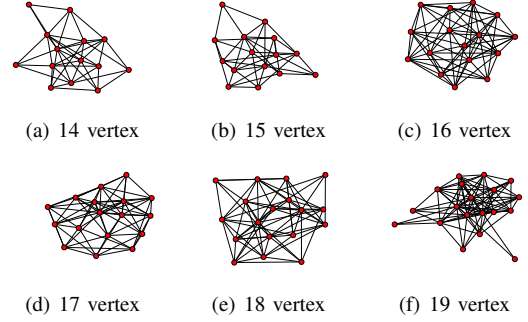 (a) 14 vertex
(b) 15 vertex
(c) 16 vertex
(d) 17 vertex
(e) 18 vertex
(f) 19 vertex